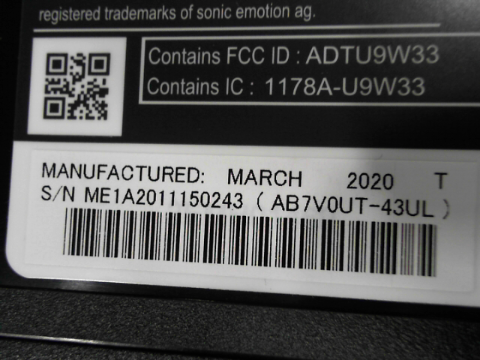 registered trademarks of sonic emotion ag.
Contains FCC ID : ADTU9W33
Contains IC : 1178A-U9W33
MANUFACTURED: MARCH 2020 T
S/N ME1A2011150243 ( AB7V0UT-43UL )